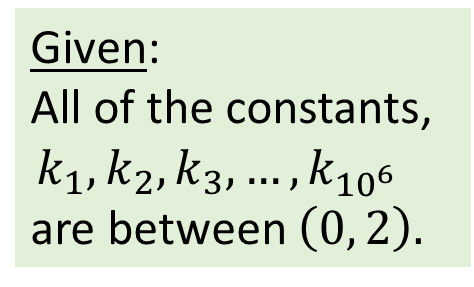 Given:
All of the constants,
k₁, k₂, k₃, …, k₁₀⁶
are between (0, 2).